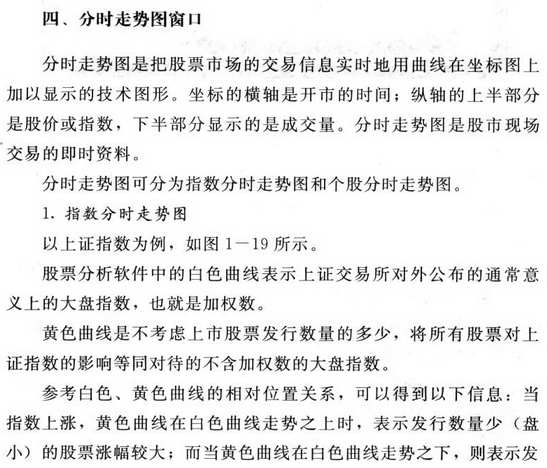 四、分时走势图窗口
分时走势图是把股票市场的交易信息实时地用曲线在坐标图上
加以显示的技术图形。坐标的横轴是开市的时间；纵轴的上半部分
是股价或指数，下半部分显示的是成交量。分时走势图是股市现场
交易的即时资料。
分时走势图可分为指数分时走势图和个股分时走势图。
1. 指数分时走势图
以上证指数为例，如图 1－19 所示。
股票分析软件中的白色曲线表示上证交易所对外公布的通常意
义上的大盘指数，也就是加权数。
黄色曲线是不考虑上市股票发行数量的多少，将所有股票对上
证指数的影响等同对待的不含加权数的大盘指数。
参考白色、黄色曲线的相对位置关系，可以得到以下信息：当
指数上涨，黄色曲线在白色曲线走势之上时，表示发行数量少（盘
小）的股票涨幅较大；而当黄色曲线在白色曲线走势之下，则表示发